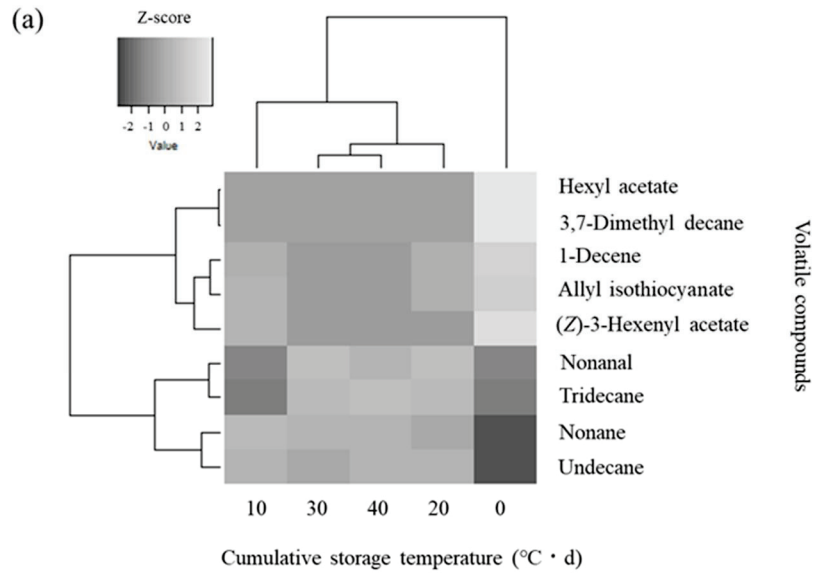 (a)
Z-score
-2 -1 0 1 2
Value
Hexyl acetate
3,7-Dimethyl decane
1-Decene
Allyl isothiocyanate
(Z)-3-Hexenyl acetate
Nonanal
Tridecane
Nonane
Undecane
Volatile compounds
10 30 40 20 0
Cumulative storage temperature (℃・d)